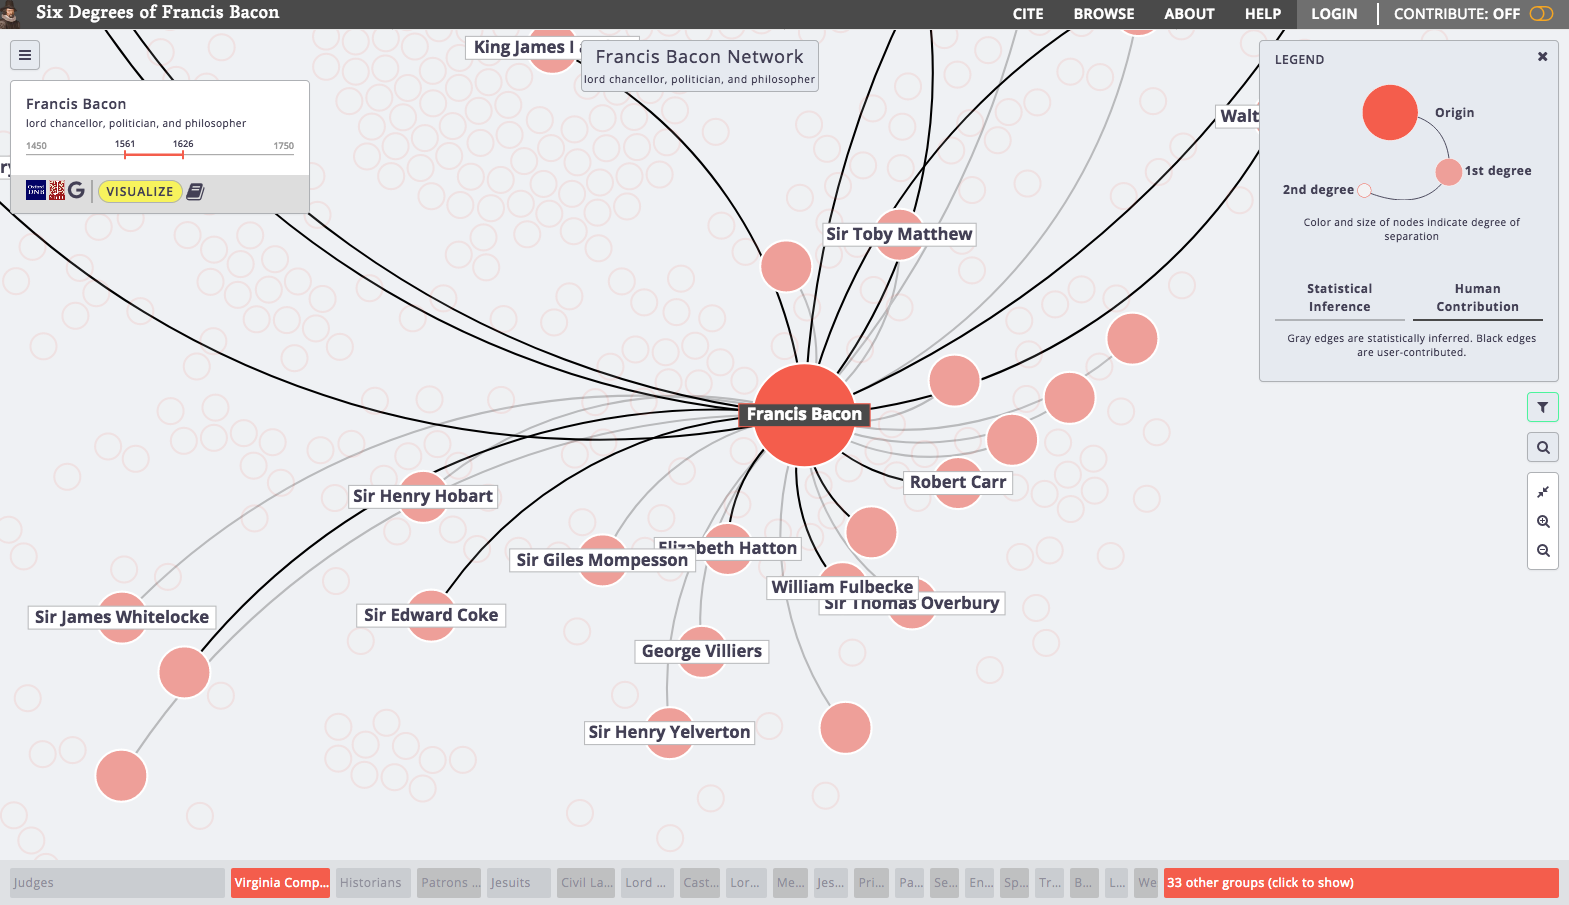 Six Degrees of Francis Bacon
CITE
BROWSE
ABOUT
HELP
LOGIN
CONTRIBUTE: OFF
King James I
Francis Bacon Network
lord chancellor, politician, and philosopher
Francis Bacon
lord chancellor, politician, and philosopher
1450
1561
1626
1750
Oxford
DNB
G
VISUALIZE
LEGEND
Origin
1st degree
2nd degree
Color and size of nodes indicate degree of
separation
Statistical
Inference
Human
Contribution
Gray edges are statistically inferred. Black edges
are user-contributed.
Walt
Sir Toby Matthew
Francis Bacon
Robert Carr
Sir Henry Hobart
Elizabeth Hatton
Sir Giles Mompesson
William Fulbecke
Sir Thomas Overbury
Sir James Whitelocke
Sir Edward Coke
George Villiers
Sir Henry Yelverton
Judges
Virginia Comp...
Historians
Patrons ...
Jesuits
Civil La...
Lord ...
Cast...
Lor...
Me...
Jes...
Pri...
Pa...
Se...
En...
Sp...
Tr...
B...
L...
We
33 other groups (click to show)